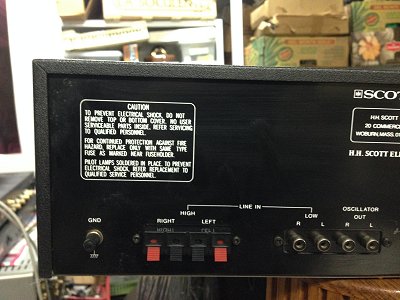 CAUTION
TO PREVENT ELECTRICAL SHOCK, DO NOT
REMOVE TOP OR BOTTOM COVER. NO USER
SERVICEABLE PARTS INSIDE, REFER SERVICING
TO QUALIFIED PERSONNEL.
FOR CONTINUED PROTECTION AGAINST FIRE
HAZARD, REPLACE ONLY WITH SAME TYPE
FUSE AS MARKED NEAR FUSEHOLDER.
PILOT LAMPS SOLDERED IN PLACE. TO PREVENT
ELECTRICAL SHOCK, REFER REPLACEMENT TO
QUALIFIED SERVICE PERSONNEL.
SCOT
H.H. SCOTT
20 COMMERC
WOBURN, MASS. 0
H.H. SCOTT EL
GND
LINE IN
HIGH
RIGHT LEFT
LOW
R L
OSCILLATOR
OUT
R L